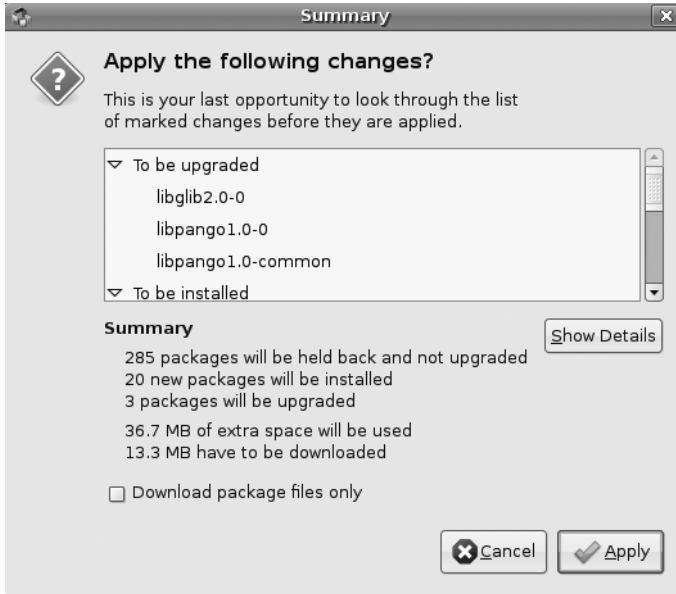 Summary
Apply the following changes?
This is your last opportunity to look through the list
of marked changes before they are applied.
To be upgraded
libglib2.0-0
libpango1.0-0
libpango1.0-common
To be installed
Summary
Show Details
285 packages will be held back and not upgraded
20 new packages will be installed
3 packages will be upgraded
36.7 MB of extra space will be used
13.3 MB have to be downloaded
Download package files only
Cancel
Apply